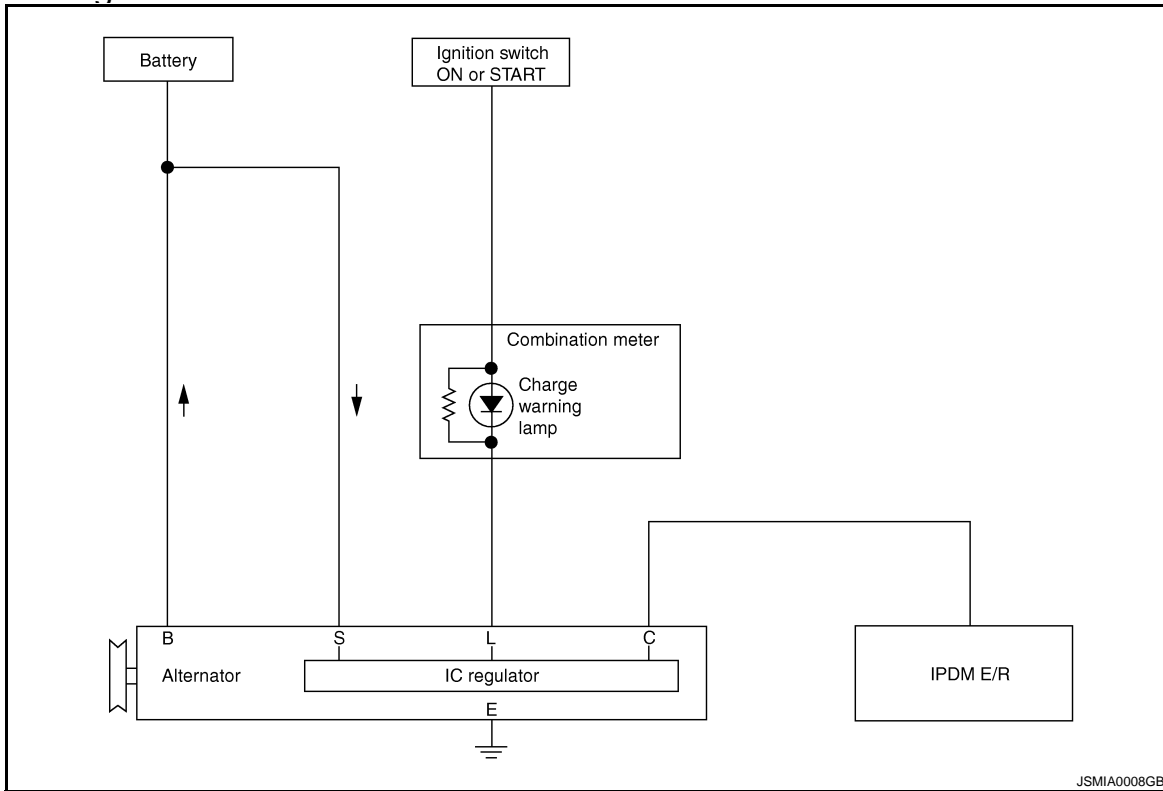 Battery
Ignition switch
ON or START
Combination meter
Charge
warning
lamp
B
S
L
C
Alternator
IC regulator
IPDM E/R
E
JSMIA0008GB